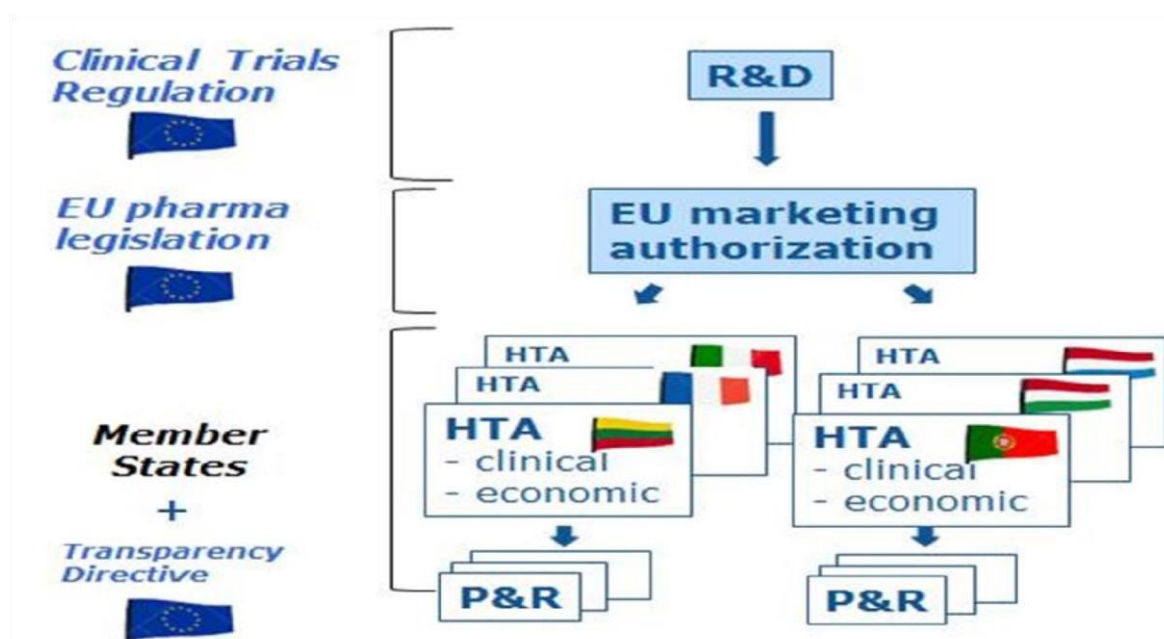 Clinical Trials
Regulation
R&D
EU pharma
legislation
EU marketing
authorization
HTA
HTA
HTA
- clinical
- economic
HTA
HTA
HTA
- clinical
- economic
Member
States
+
Transparency
Directive
P&R
P&R